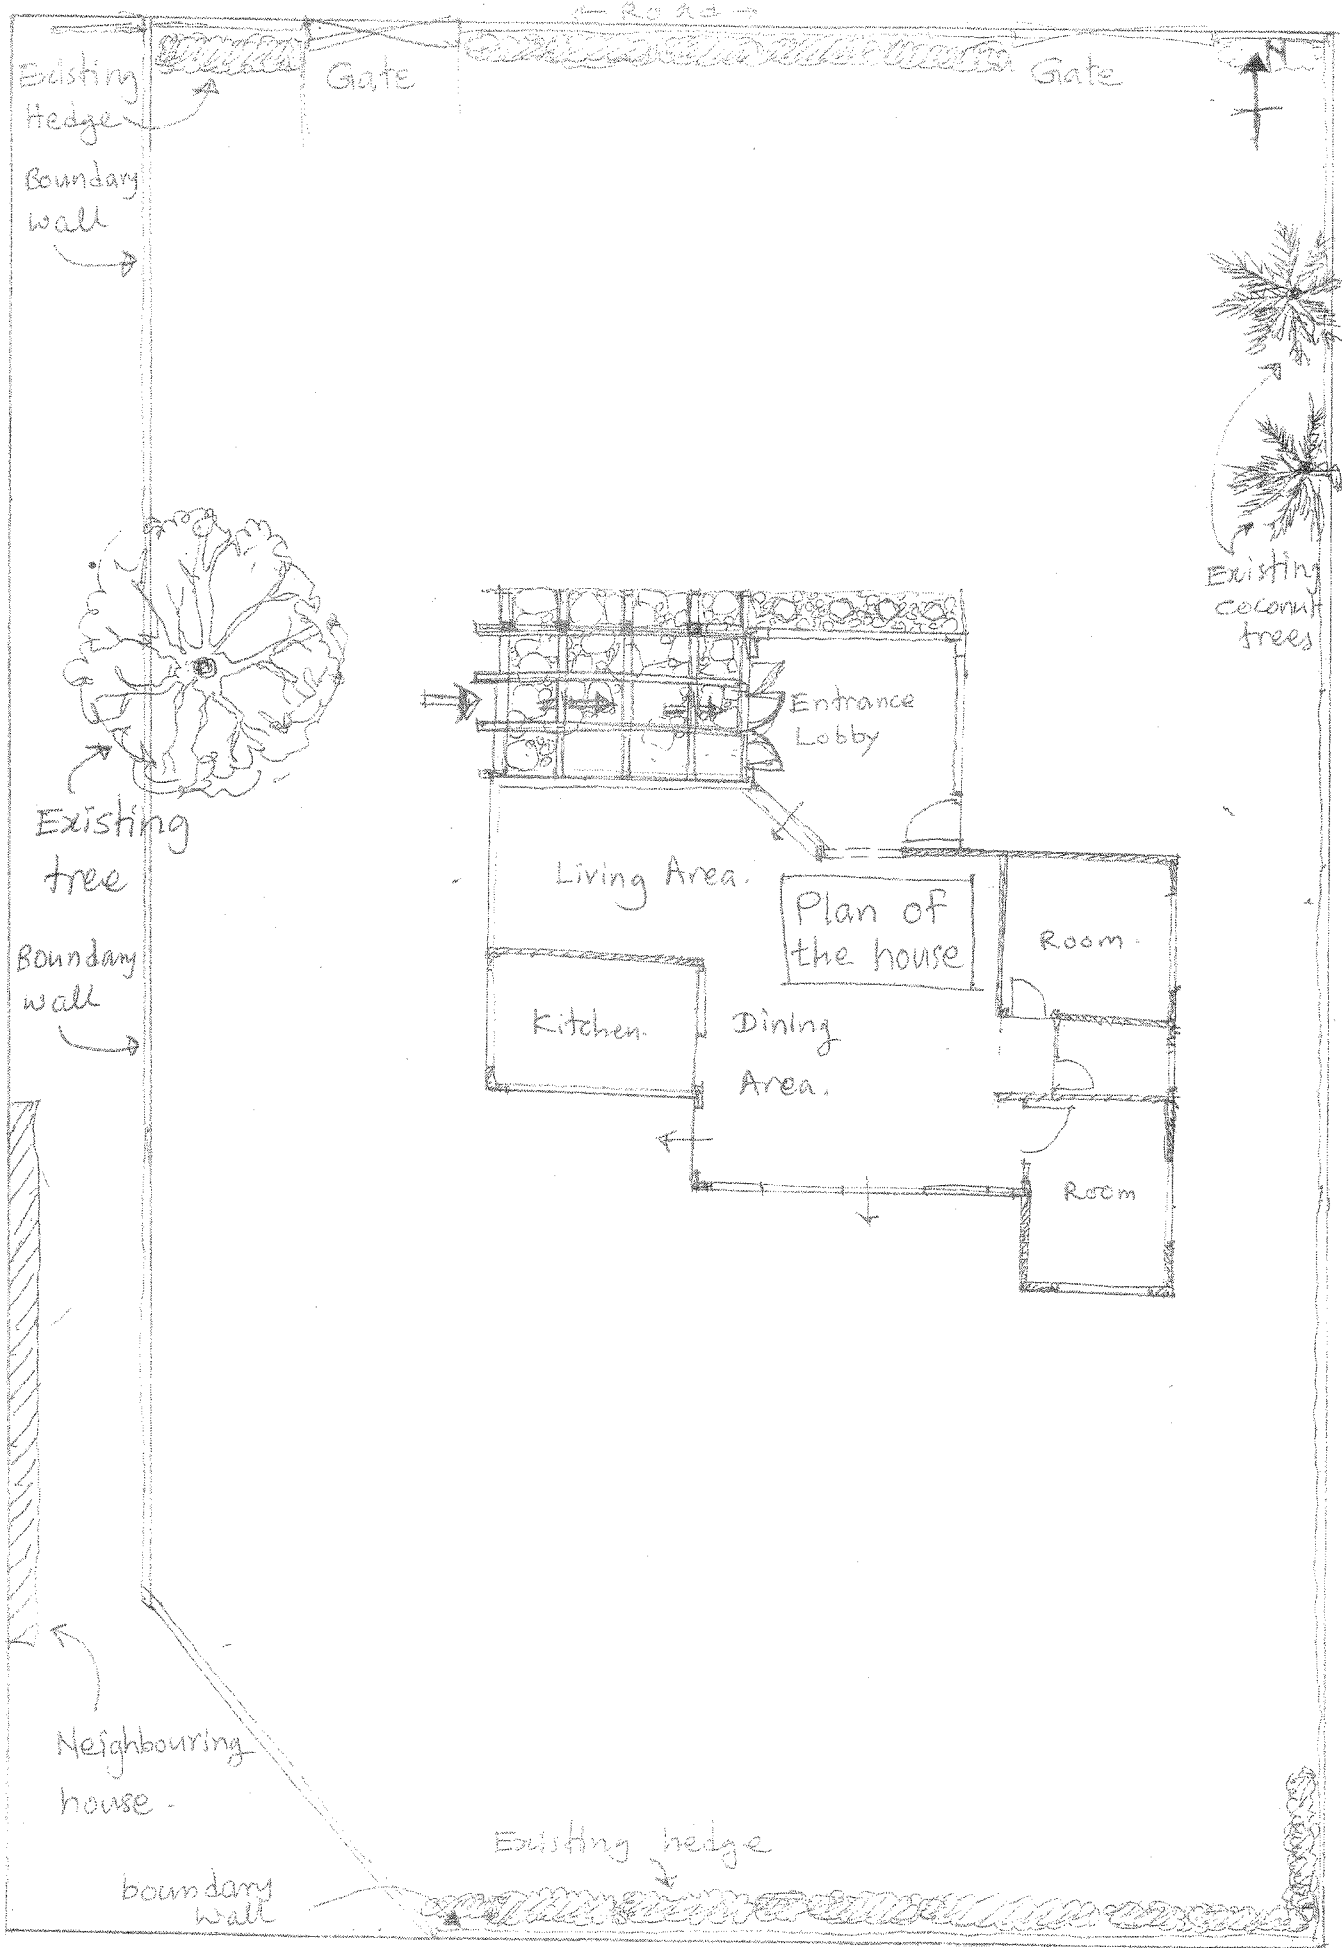 ← Road →
Existing
Hedge
Gate
Gate
N
Boundary
wall
Existing
coconut
trees
Entrance
Lobby
Existing
tree
Living Area.
Plan of
the house
Room.
Boundary
wall
Kitchen.
Dining
Area.
Room
Neighbouring
house.
Existing hedge
boundary
wall